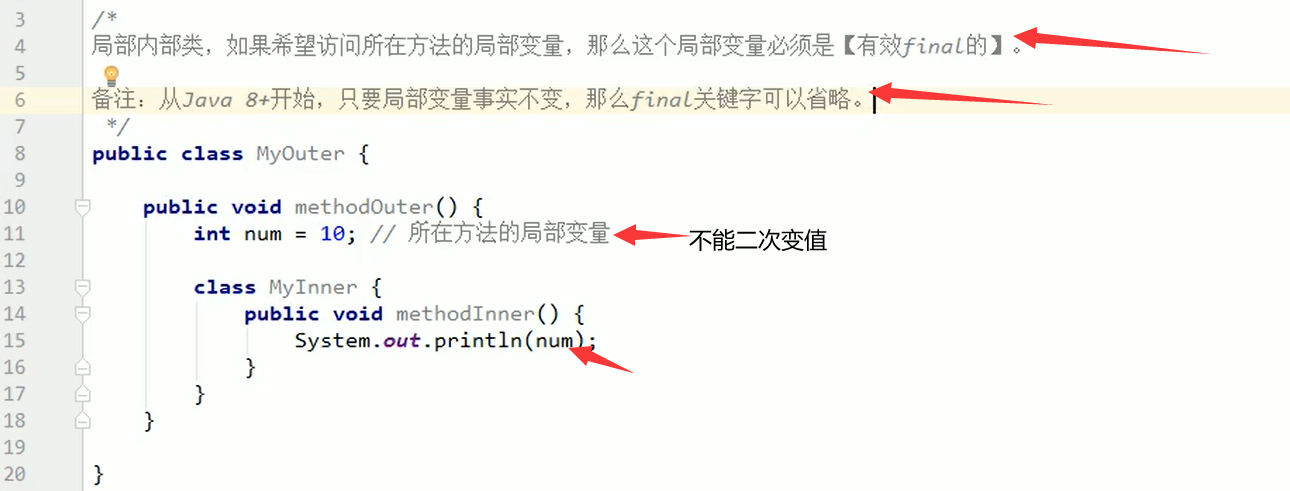 3 /*
4 局部内部类，如果希望访问所在方法的局部变量，那么这个局部变量必须是【有效final的】。
5
6 备注：从Java 8+开始，只要局部变量事实不变，那么final关键字可以省略。
7 */
8 public class MyOuter {
9
10 public void methodOuter() {
11 int num = 10; // 所在方法的局部变量 不能二次变值
12
13 class MyInner {
14 public void methodInner() {
15 System.out.println(num);
16 }
17 }
18 }
19
20 }